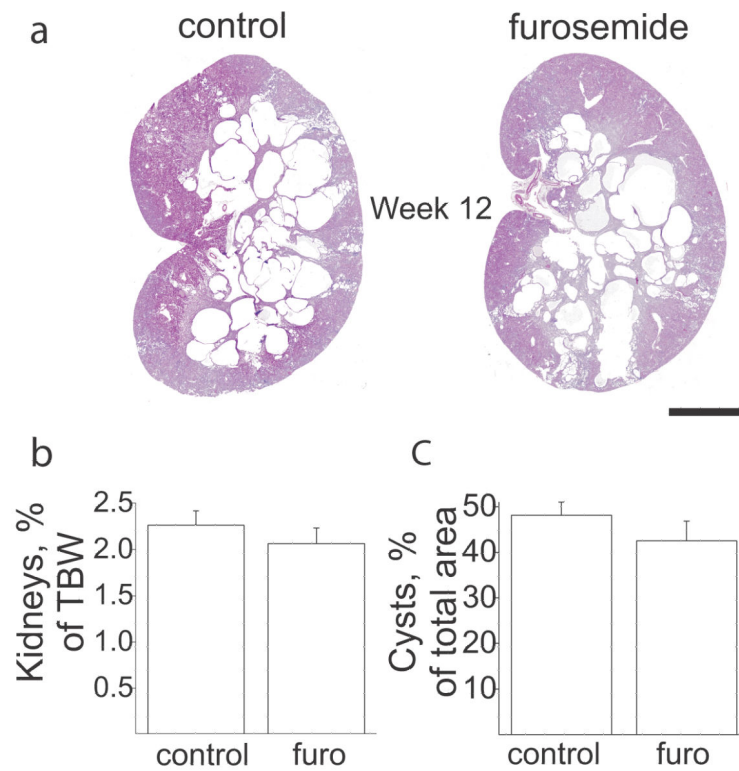 a
control
furosemide
Week 12
b
Kidneys, %
of TBW
2.5
2.0
1.5
1.0
0.5
control
furo
C
Cysts, %
of total area
50
40
30
20
10
control
furo